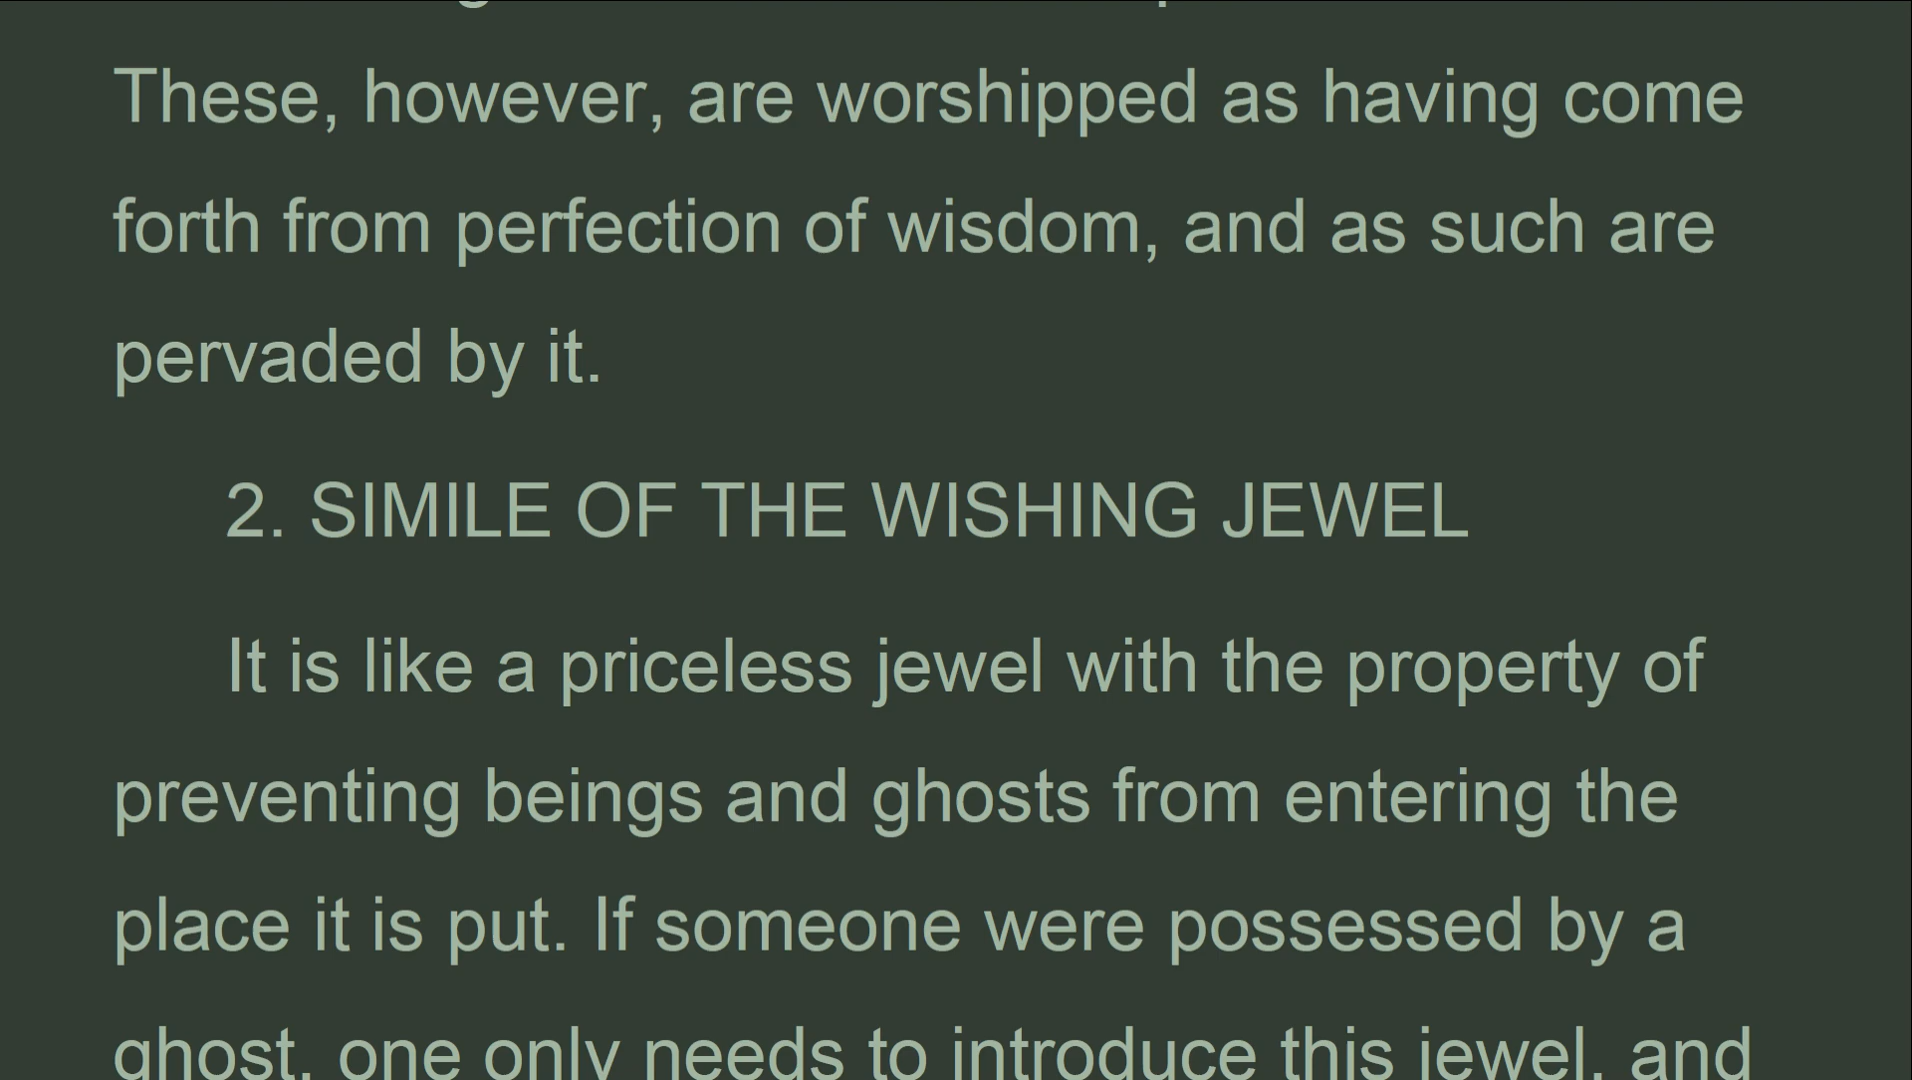 These, however, are worshipped as having come
forth from perfection of wisdom, and as such are
pervaded by it.
2. SIMILE OF THE WISHING JEWEL
It is like a priceless jewel with the property of
preventing beings and ghosts from entering the
place it is put. If someone were possessed by a
ghost, one only needs to introduce this jewel, and